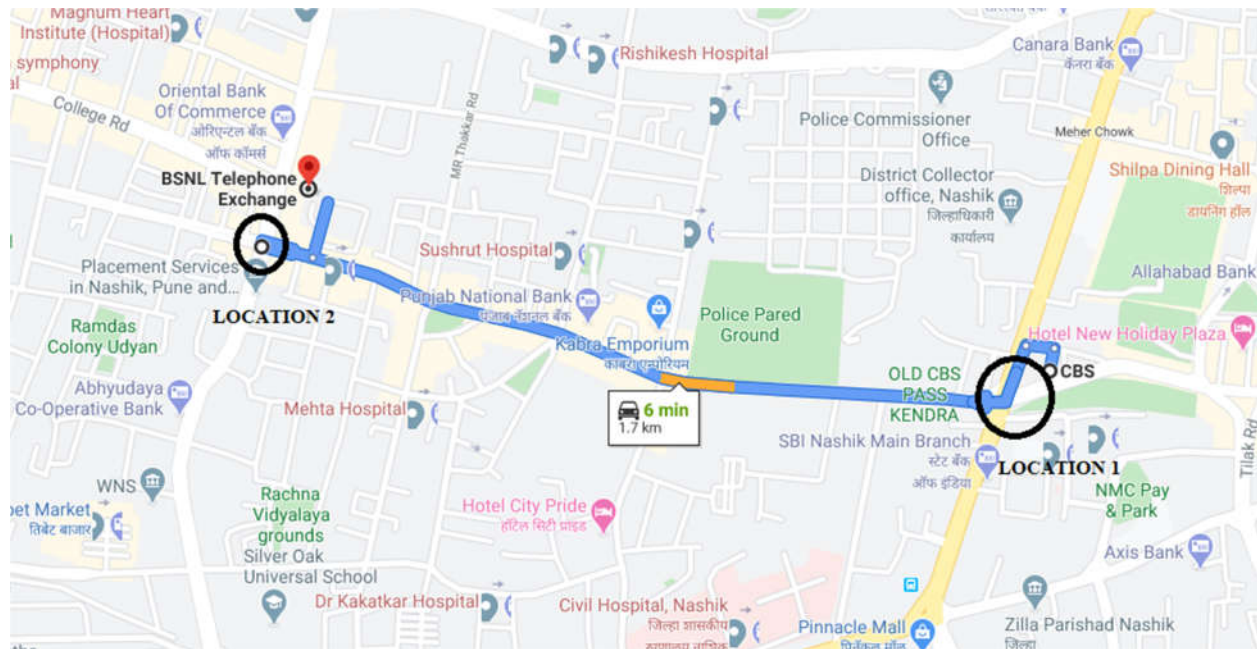 Magnum Heart
Institute (Hospital)
symphony
al
College Rd
Oriental Bank
Of Commerce
ओरिएन्टल बँक
ऑफ कॉमर्स
BSNL Telephone
Exchange
Placement Services
in Nashik, Pune and...
LOCATION 2
Ramdas
Colony Udyan
Abhyudaya
Co-Operative Bank
WNS
bet Market
तिबेट बाजार
Rachna
Vidyalaya
grounds
Silver Oak
Universal School
MR Thakkar Rd
Rishikesh Hospital
Sushrut Hospital
Punjab National Bank
पंजाब नॅशनल बँक
Kabra Emporium
काबरा एम्पोरियम
Mehta Hospital
6 min
1.7 km
Hotel City Pride
हॉटेल सिटी प्राइड
Dr Kakatkar Hospital
Civil Hospital, Nashik
जिल्हा शासकीय
Police Pared
Ground
Police Commissioner
Office
District Collector
office, Nashik
जिल्हाधिकारी
कार्यालय
Canara Bank
कॅनरा बँक
Meher Chowk
Shilpa Dining Hall
शिल्पा
डायनिंग हॉल
Allahabad Bank
Hotel New Holiday Plaza
CBS
OLD CBS
PASS
KENDRA
SBI Nashik Main Branch
स्टेट बँक
ऑफ इंडिया
LOCATION 1
Tilak Rd
NMC Pay
& Park
Axis Bank
Pinnacle Mall
पिनॅकल मॉल
Zilla Parishad Nashik
जिल्हा
the